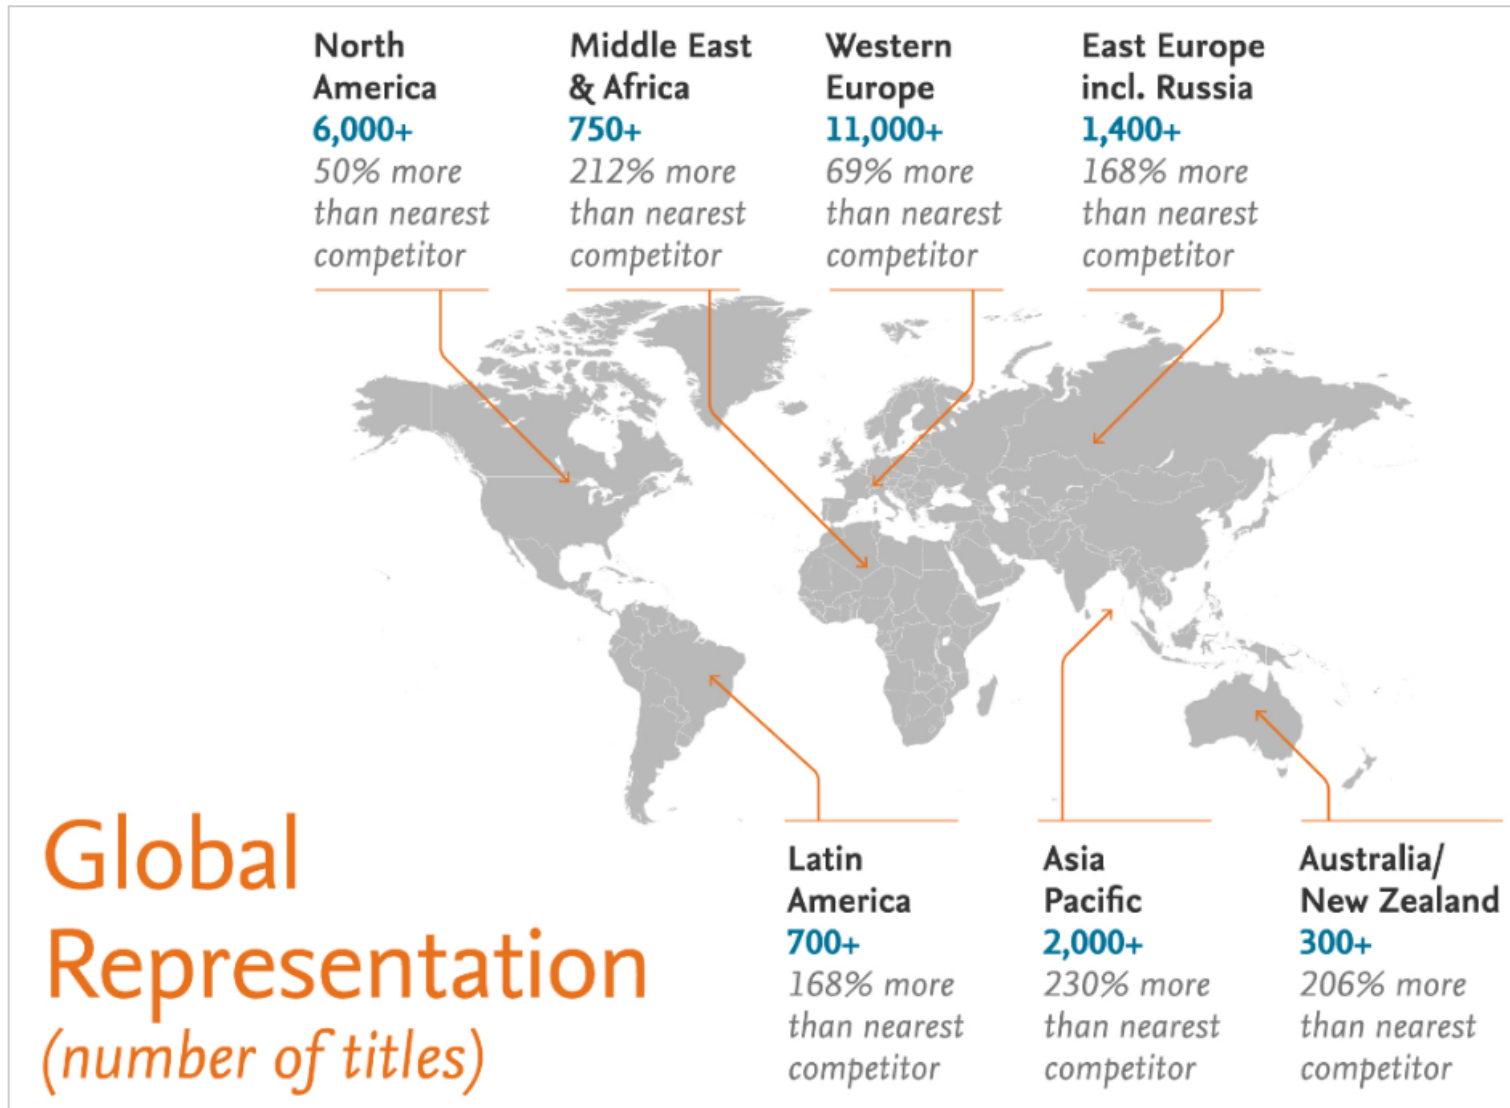 North
America
6,000+
50% more
than nearest
competitor
Middle East
& Africa
750+
212% more
than nearest
competitor
Western
Europe
11,000+
69% more
than nearest
competitor
East Europe
incl. Russia
1,400+
168% more
than nearest
competitor
Global
Representation
(number of titles)
Latin
America
700+
168% more
than nearest
competitor
Asia
Pacific
2,000+
230% more
than nearest
competitor
Australia/
New Zealand
300+
206% more
than nearest
competitor